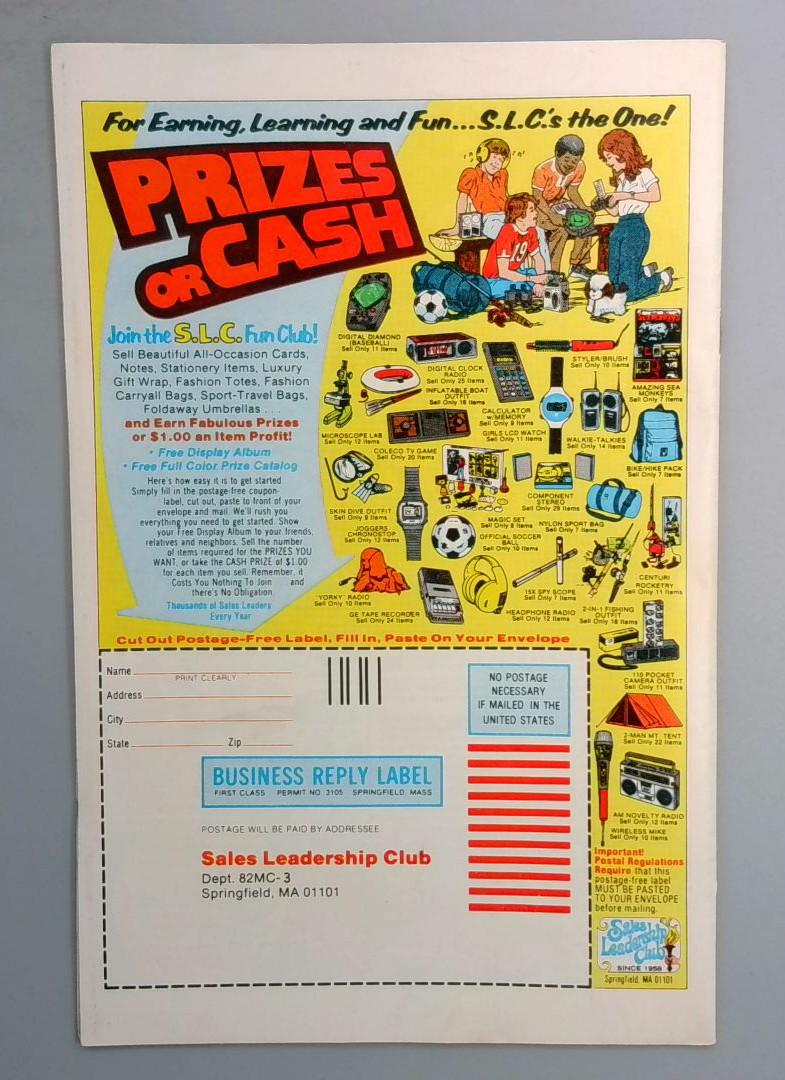 For Earning, Learning and Fun...S.L.C.'s the One!
PRIZES
OR CASH
Join the S.L.C. Fun Club!
Sell Beautiful All-Occasion Cards,
Notes, Stationery Items, Luxury
Gift Wrap, Fashion Totes, Fashion
Carryall Bags, Sport-Travel Bags,
Foldaway Umbrellas . . .
and Earn Fabulous Prizes
or $1.00 an Item Profit!
• Free Display Album
• Free Full Color Prize Catalog
Here's how easy it is to get started
Simply fill in the postage-free coupon-
label, cut out, paste to front of your
envelope and mail. We'll rush you
everything you need to get started. Show
your Free Display Album to your friends,
relatives and neighbors. Sell the number
of items required for the PRIZES YOU
WANT, or take the CASH PRIZE of $1.00
for each item you sell. Remember, it
Costs You Nothing To Join . . . and
there's No Obligation.
Thousands of Sales Leaders
Every Year
19
DIGITAL DIAMOND
(BASEBALL)
Sell Only 11 Items
DIGITAL CLOCK
RADIO
Sell Only 25 Items
STYLER/BRUSH
Sell Only 10 Items
AMAZING SEA
MONKEYS
Sell Only 7 Items
INFLATABLE BOAT
OUTFIT
Sell Only 16 Items
CALCULATOR
w/MEMORY
Sell Only 9 Items
MICROSCOPE LAB
Sell Only 12 Items
GIRLS LCD WATCH
Sell Only 11 Items
WALKIE-TALKIES
Sell Only 14 Items
COLECO TV GAME
Sell Only 20 Items
BIKE/HIKE PACK
Sell Only 7 Items
COMPONENT
STEREO
Sell Only 29 Items
SKIN DIVE OUTFIT
Sell Only 9 Items
MAGIC SET
Sell Only 8 Items
NYLON SPORT BAG
Sell Only 7 Items
JOGGERS
CHRONOSTOP
Sell Only 12 Items
OFFICIAL SOCCER
BALL
Sell Only 10 Items
CENTURI
ROCKETRY
Sell Only 11 Items
"YORKY" RADIO
Sell Only 10 Items
15X SPY SCOPE
Sell Only 7 Items
GE TAPE RECORDER
Sell Only 24 Items
HEADPHONE RADIO
Sell Only 12 Items
2-IN-1 FISHING
OUTFIT
Sell Only 18 Items
110 POCKET
CAMERA OUTFIT
Sell Only 11 Items
2-MAN MT. TENT
Sell Only 22 Items
AM NOVELTY RADIO
Sell Only 12 Items
WIRELESS MIKE
Sell Only 10 Items
Cut Out Postage-Free Label, Fill In, Paste On Your Envelope
Name
PRINT CLEARLY
Address
City
State Zip
NO POSTAGE
NECESSARY
IF MAILED IN THE
UNITED STATES
BUSINESS REPLY LABEL
FIRST CLASS PERMIT NO. 3105 SPRINGFIELD, MASS
POSTAGE WILL BE PAID BY ADDRESSEE
Sales Leadership Club
Dept. 82MC-3
Springfield, MA 01101
Important!
Postal Regulations
Require that this
postage-free label
MUST BE PASTED
TO YOUR ENVELOPE
before mailing.
Sales
Leadership
Club
SINCE 1958
Springfield, MA 01101